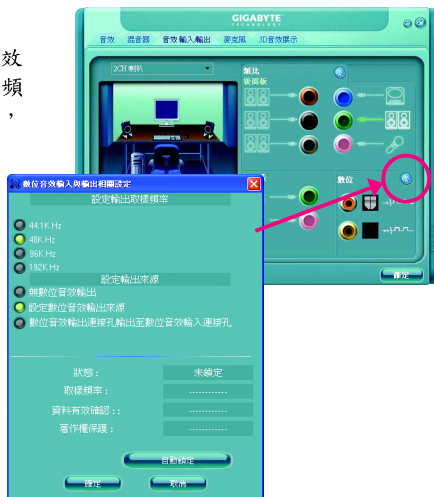 效
頻
，
GIGABYTE
TECHNOLOGY
音效 混音器 音效輸入/輸出 麥克風 3D音效展示
2CH 喇叭
類比
後面板
數位
確定
數位音效輸入與輸出相關設定
設定輸出取樣頻率
44.1K Hz
48K Hz
96K Hz
192K Hz
設定輸出來源
無數位音效輸出
設定數位音效輸出來源
數位音效輸出連接孔輸出至數位音效輸入連接孔
狀態： 未鎖定
取樣頻率： ------------
資料有效確認：： ------------
著作權保護： ------------
自動鎖定
確定 取消